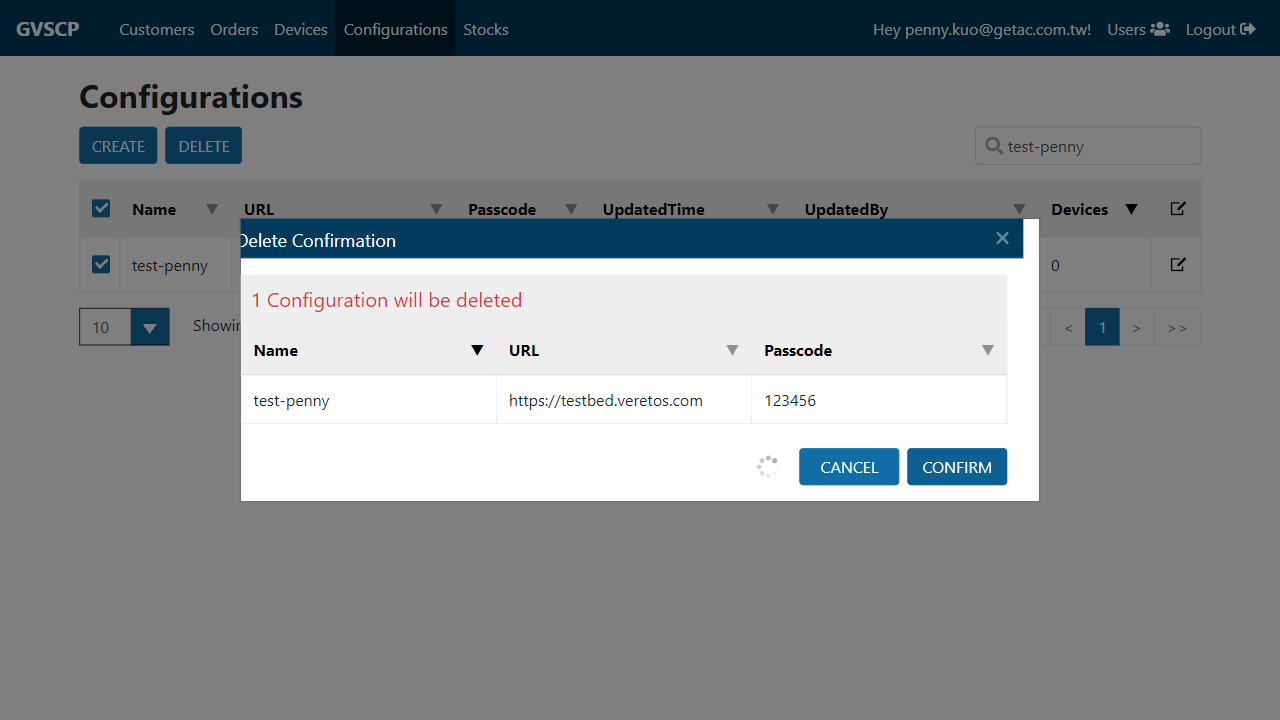 GVSCP Customers Orders Devices Configurations Stocks Hey penny.kuo@getac.com.tw! Users Logout
Configurations
CREATE DELETE test-penny
Name URL Passcode UpdatedTime UpdatedBy Devices
Delete Confirmation
test-penny 0
1 Configuration will be deleted
10 < 1 > >>
Name URL Passcode
test-penny https://testbed.veretos.com 123456
CANCEL CONFIRM